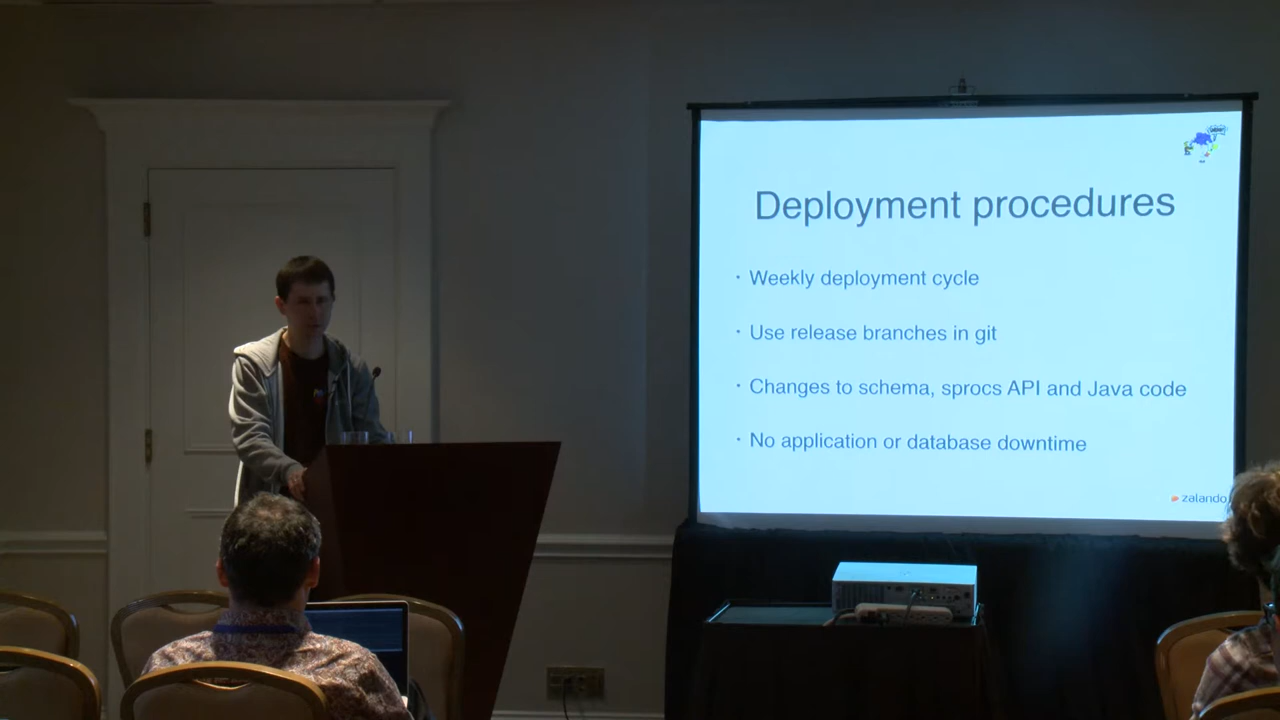 Deployment procedures
· Weekly deployment cycle
· Use release branches in git
· Changes to schema, sprocs API and Java code
· No application or database downtime
zalando